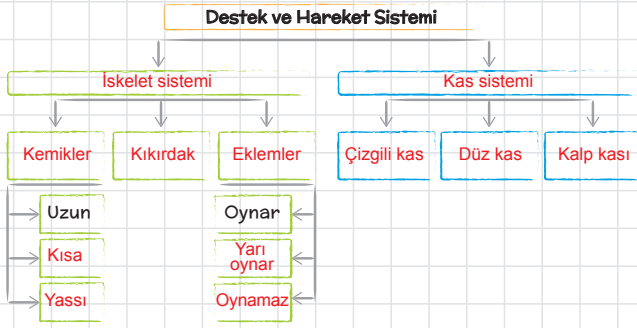 Destek ve Hareket Sistemi
İskelet sistemi
Kas sistemi
Kemikler
Kıkırdak
Eklemler
Çizgili kas
Düz kas
Kalp kası
Uzun
Kısa
Yassı
Oynar
Yarı
oynar
Oynamaz